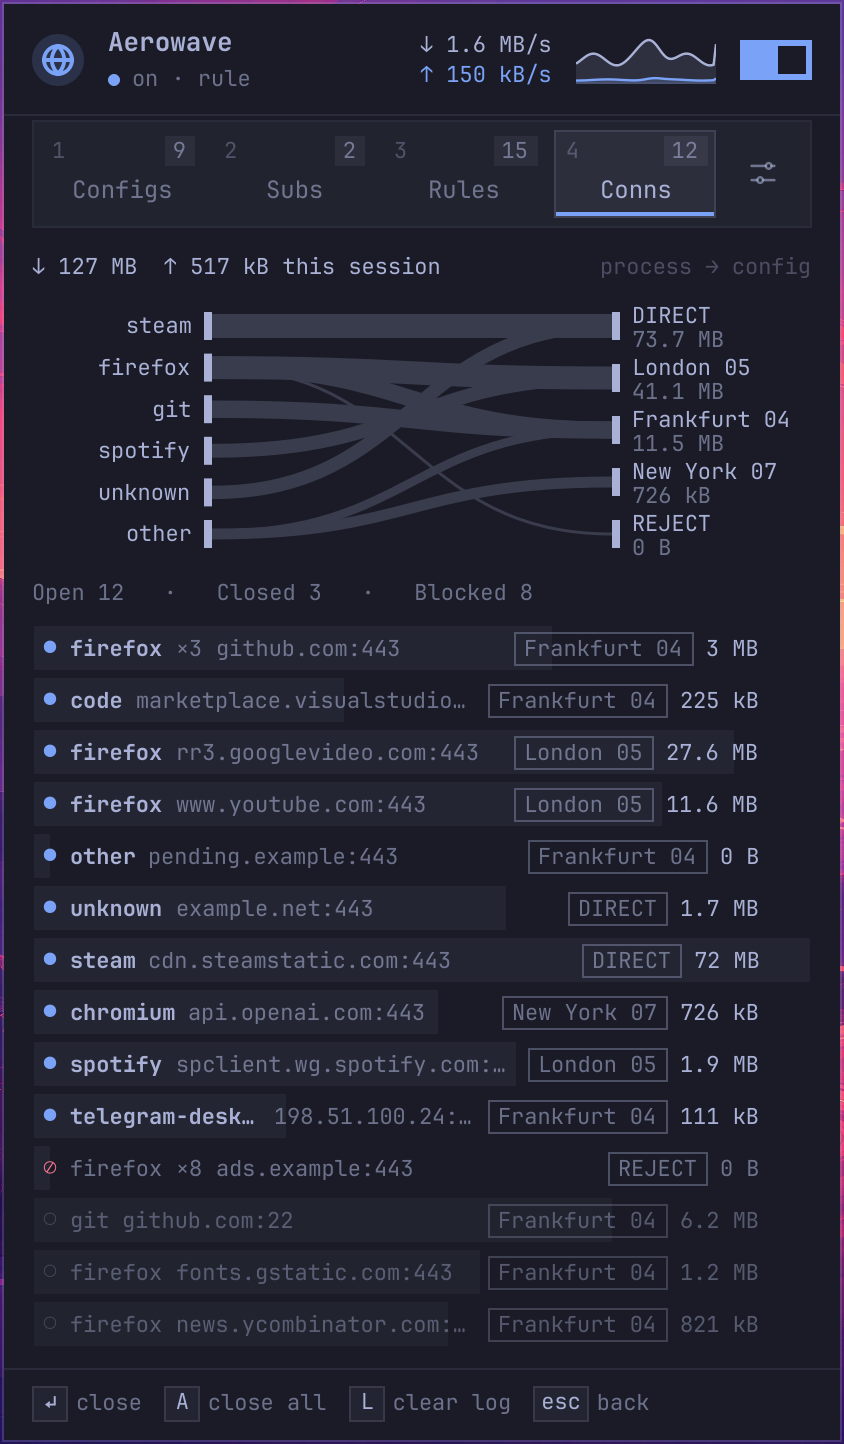 Aerowave
on · rule
↓ 1.6 MB/s
↑ 150 kB/s
1 Configs 9
2 Subs 2
3 Rules 15
4 Conns 12
↓ 127 MB ↑ 517 kB this session
process → config
steam
firefox
git
spotify
unknown
other
DIRECT
73.7 MB
London 05
41.1 MB
Frankfurt 04
11.5 MB
New York 07
726 kB
REJECT
0 B
Open 12 · Closed 3 · Blocked 8
firefox ×3 github.com:443 Frankfurt 04 3 MB
code marketplace.visualstudio… Frankfurt 04 225 kB
firefox rr3.googlevideo.com:443 London 05 27.6 MB
firefox www.youtube.com:443 London 05 11.6 MB
other pending.example:443 Frankfurt 04 0 B
unknown example.net:443 DIRECT 1.7 MB
steam cdn.steamstatic.com:443 DIRECT 72 MB
chromium api.openai.com:443 New York 07 726 kB
spotify spclient.wg.spotify.com:… London 05 1.9 MB
telegram-desk… 198.51.100.24:… Frankfurt 04 111 kB
firefox ×8 ads.example:443 REJECT 0 B
git github.com:22 Frankfurt 04 6.2 MB
firefox fonts.gstatic.com:443 Frankfurt 04 1.2 MB
firefox news.ycombinator.com:… Frankfurt 04 821 kB
↵ close A close all L clear log esc back